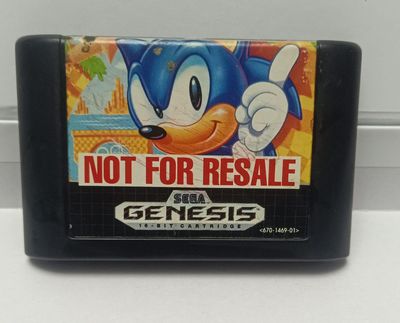 NOT FOR RESALE
SEGA
GENESIS
16-BIT CARTRIDGE
<670-1469-01>